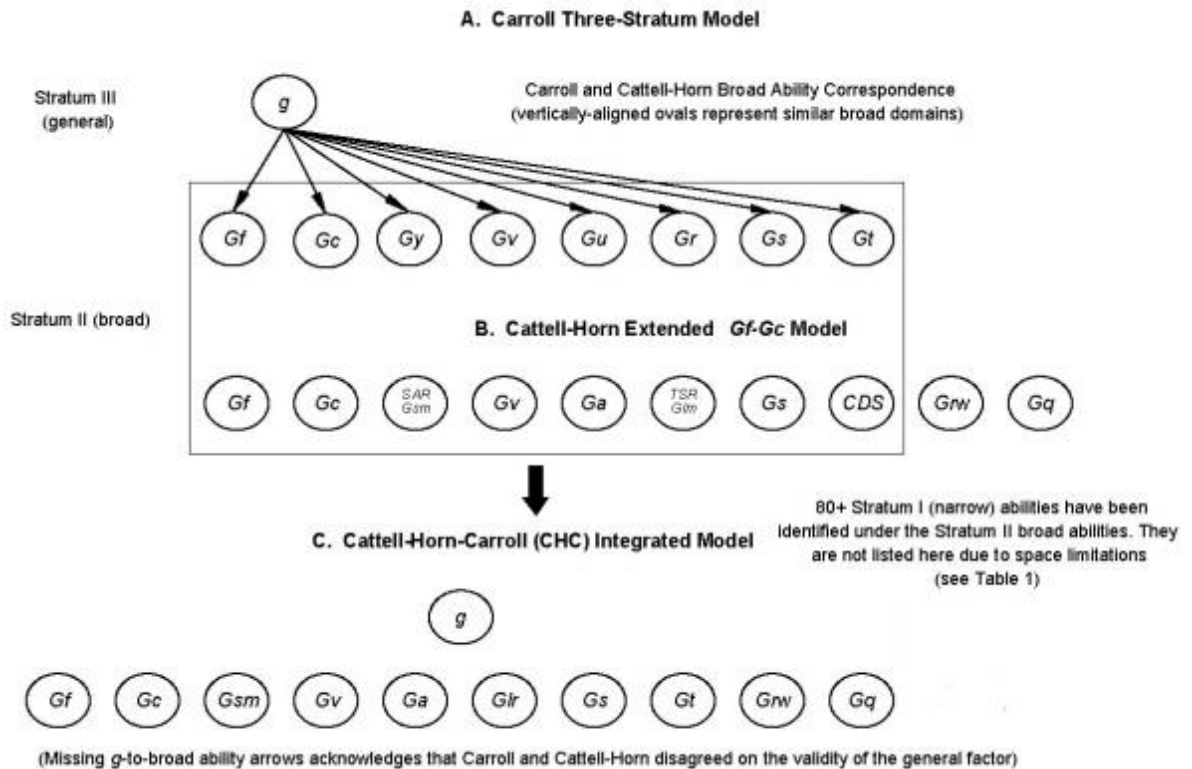 A. Carroll Three-Stratum Model
Stratum III
(general)
g
Carroll and Cattell-Horn Broad Ability Correspondence
(vertically-aligned ovals represent similar broad domains)
Gf Gc Gy Gv Gu Gr Gs Gt
Stratum II (broad)
B. Cattell-Horn Extended Gf-Gc Model
Gf Gc SAR Gsm Gv Ga TSR Glm Gs CDS Grw Gq
80+ Stratum I (narrow) abilities have been
identified under the Stratum II broad abilities. They
are not listed here due to space limitations
(see Table 1)
C. Cattell-Horn-Carroll (CHC) Integrated Model
g
Gf Gc Gsm Gv Ga Glr Gs Gt Grw Gq
(Missing g-to-broad ability arrows acknowledges that Carroll and Cattell-Horn disagreed on the validity of the general factor)